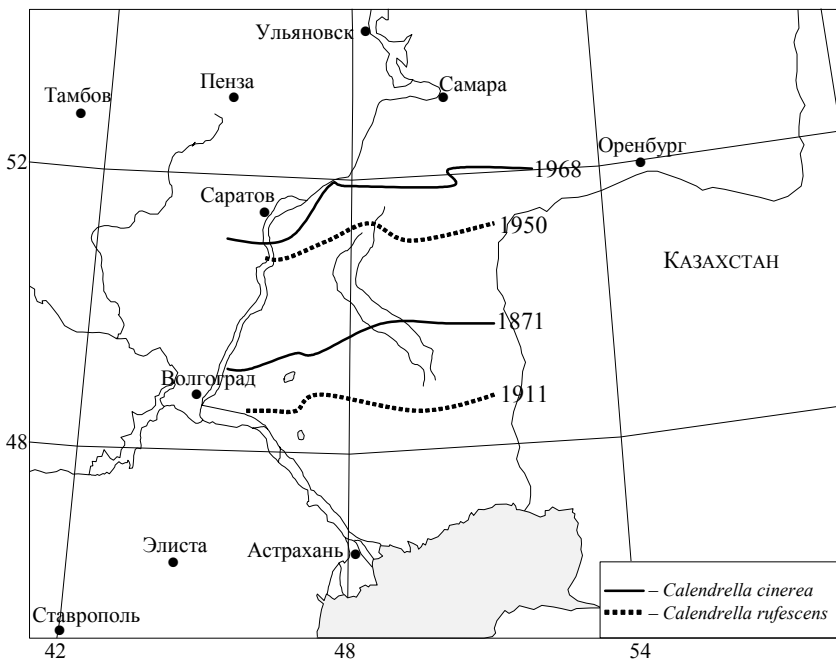 Ульяновск
Пенза
Самара
Тамбов
Оренбург
52
1968
Саратов
1950
КАЗАХСТАН
1871
Волгоград
1911
48
Элиста
Астрахань
– Calendrella cinerea
– Calendrella rufescens
Ставрополь
42
48
54